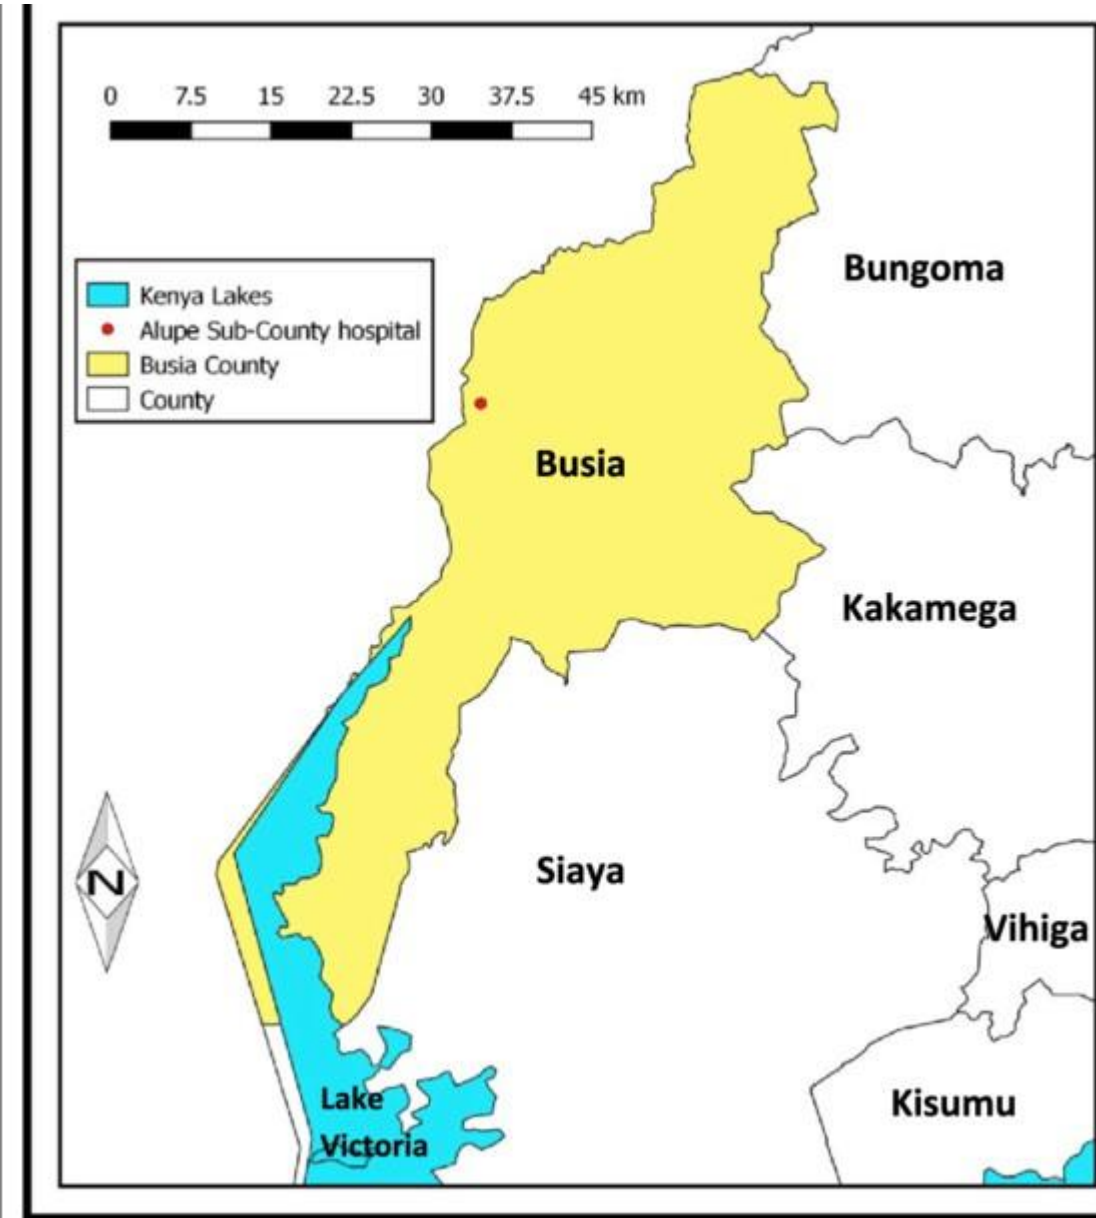 0 7.5 15 22.5 30 37.5 45 km
Bungoma
Kenya Lakes
Alupe Sub-County hospital
Busia County
County
Busia
Kakamega
Siaya
N
Vihiga
Lake
Victoria
Kisumu